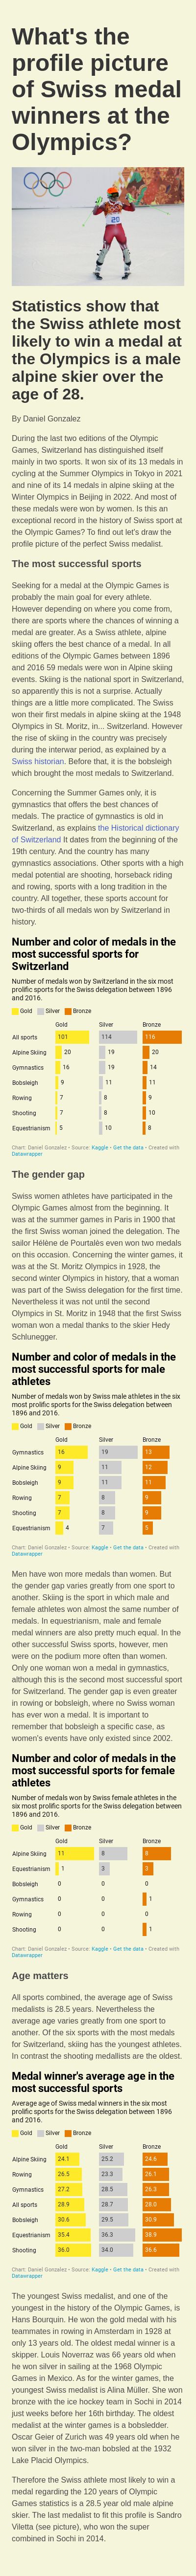 What's the
profile picture
of Swiss medal
winners at the
Olympics?
20
Statistics show that
the Swiss athlete most
likely to win a medal at
the Olympics is a male
alpine skier over the
age of 28.
By Daniel Gonzalez
During the last two editions of the Olympic
Games, Switzerland has distinguished itself
mainly in two sports. It won six of its 13 medals in
cycling at the Summer Olympics in Tokyo in 2021
and nine of its 14 medals in alpine skiing at the
Winter Olympics in Beijing in 2022. And most of
these medals were won by women. Is this an
exceptional record in the history of Swiss sport at
the Olympic Games? To find out let's draw the
profile picture of the perfect Swiss medalist.
The most successful sports
Seeking for a medal at the Olympic Games is
probably the main goal for every athlete.
However depending on where you come from,
there are sports where the chances of winning a
medal are greater. As a Swiss athlete, alpine
skiing offers the best chance of a medal. In all
editions of the Olympic Games between 1896
and 2016 59 medals were won in Alpine skiing
events. Skiing is the national sport in Switzerland,
so apparently this is not a surprise. Actually
things are a little more complicated. The Swiss
won their first medals in alpine skiing at the 1948
Olympics in St. Moritz, in... Switzerland. However
the rise of skiing in the country was precisely
during the interwar period, as explained by a
Swiss historian. Before that, it is the bobsleigh
which brought the most medals to Switzerland.
Concerning the Summer Games only, it is
gymnastics that offers the best chances of
medals. The practice of gymnastics is old in
Switzerland, as explains the Historical dictionary
of Switzerland It dates from the beginning of the
19th century. And the country has many
gymnastics associations. Other sports with a high
medal potential are shooting, horseback riding
and rowing, sports with a long tradition in the
country. All together, these sports account for
two-thirds of all medals won by Switzerland in
history.
Number and color of medals in the
most successful sports for
Switzerland
Number of medals won by Switzerland in the six most
prolific sports for the Swiss delegation between 1896
and 2016.
Gold Silver Bronze
Gold Silver Bronze
All sports 101 114 116
Alpine Skiing 20 19 20
Gymnastics 16 19 14
Bobsleigh 9 11 11
Rowing 7 8 9
Shooting 7 8 10
Equestrianism 5 10 8
Chart: Daniel Gonzalez • Source: Kaggle • Get the data • Created with
Datawrapper
The gender gap
Swiss women athletes have participated in the
Olympic Games almost from the beginning. It
was at the summer games in Paris in 1900 that
the first Swiss woman joined the delegation. The
sailor Hélène de Pourtalès even won two medals
on this occasion. Concerning the winter games, it
was at the St. Moritz Olympics in 1928, the
second winter Olympics in history, that a woman
was part of the Swiss delegation for the first time.
Nevertheless it was not until the second
Olympics in St. Moritz in 1948 that the first Swiss
woman won a medal thanks to the skier Hedy
Schlunegger.
Number and color of medals in the
most successful sports for male
athletes
Number of medals won by Swiss male athletes in the six
most prolific sports for the Swiss delegation between
1896 and 2016.
Gold Silver Bronze
Gold Silver Bronze
Gymnastics 16 19 13
Alpine Skiing 9 11 12
Bobsleigh 9 11 11
Rowing 7 8 9
Shooting 7 8 9
Equestrianism 4 7 5
Chart: Daniel Gonzalez • Source: Kaggle • Get the data • Created with
Datawrapper
Men have won more medals than women. But
the gender gap varies greatly from one sport to
another. Skiing is the sport in which male and
female athletes won almost the same number of
medals. In equestrianism, male and female
medal winners are also pretty much equal. In the
other successful Swiss sports, however, men
were on the podium more often than women.
Only one woman won a medal in gymnastics,
although this is the second most successful sport
for Switzerland. The gender gap is even greater
in rowing or bobsleigh, where no Swiss woman
has ever won a medal. It is important to
remember that bobsleigh a specific case, as
women's events have only existed since 2002.
Number and color of medals in the
most successful sports for female
athletes
Number of medals won by Swiss female athletes in the
six most prolific sports for the Swiss delegation between
1896 and 2016.
Gold Silver Bronze
Gold Silver Bronze
Alpine Skiing 11 8 8
Equestrianism 1 3 3
Bobsleigh 0 0 0
Gymnastics 0 0 1
Rowing 0 0 0
Shooting 0 0 1
Chart: Daniel Gonzalez • Source: Kaggle • Get the data • Created with
Datawrapper
Age matters
All sports combined, the average age of Swiss
medalists is 28.5 years. Nevertheless the
average age varies greatly from one sport to
another. Of the six sports with the most medals
for Switzerland, skiing has the youngest athletes.
In contrast the shooting medallists are the oldest.
Medal winner's average age in the
most successful sports
Average age of Swiss medal winners in the six most
prolific sports for the Swiss delegation between 1896
and 2016.
Gold Silver Bronze
Gold Silver Bronze
Alpine Skiing 24.1 25.2 24.6
Rowing 26.5 23.3 26.1
Gymnastics 27.2 28.5 26.3
All sports 28.9 28.7 28.0
Bobsleigh 30.6 29.5 30.9
Equestrianism 35.4 36.3 38.9
Shooting 36.0 34.0 36.6
Chart: Daniel Gonzalez • Source: Kaggle • Get the data • Created with
Datawrapper
The youngest Swiss medalist, and one of the
youngest in the history of the Olympic Games, is
Hans Bourquin. He won the gold medal with his
teammates in rowing in Amsterdam in 1928 at
only 13 years old. The oldest medal winner is a
skipper. Louis Noverraz was 66 years old when
he won silver in sailing at the 1968 Olympic
Games in Mexico. As for the winter games, the
youngest Swiss medalist is Alina Müller. She won
bronze with the ice hockey team in Sochi in 2014
just weeks before her 16th birthday. The oldest
medalist at the winter games is a bobsledder.
Oscar Geier of Zurich was 49 years old when he
won silver in the two-man bobsled at the 1932
Lake Placid Olympics.
Therefore the Swiss athlete most likely to win a
medal regarding the 120 years of Olympic
Games statistics is a 28.5 year old male alpine
skier. The last medalist to fit this profile is Sandro
Viletta (see picture), who won the super
combined in Sochi in 2014.